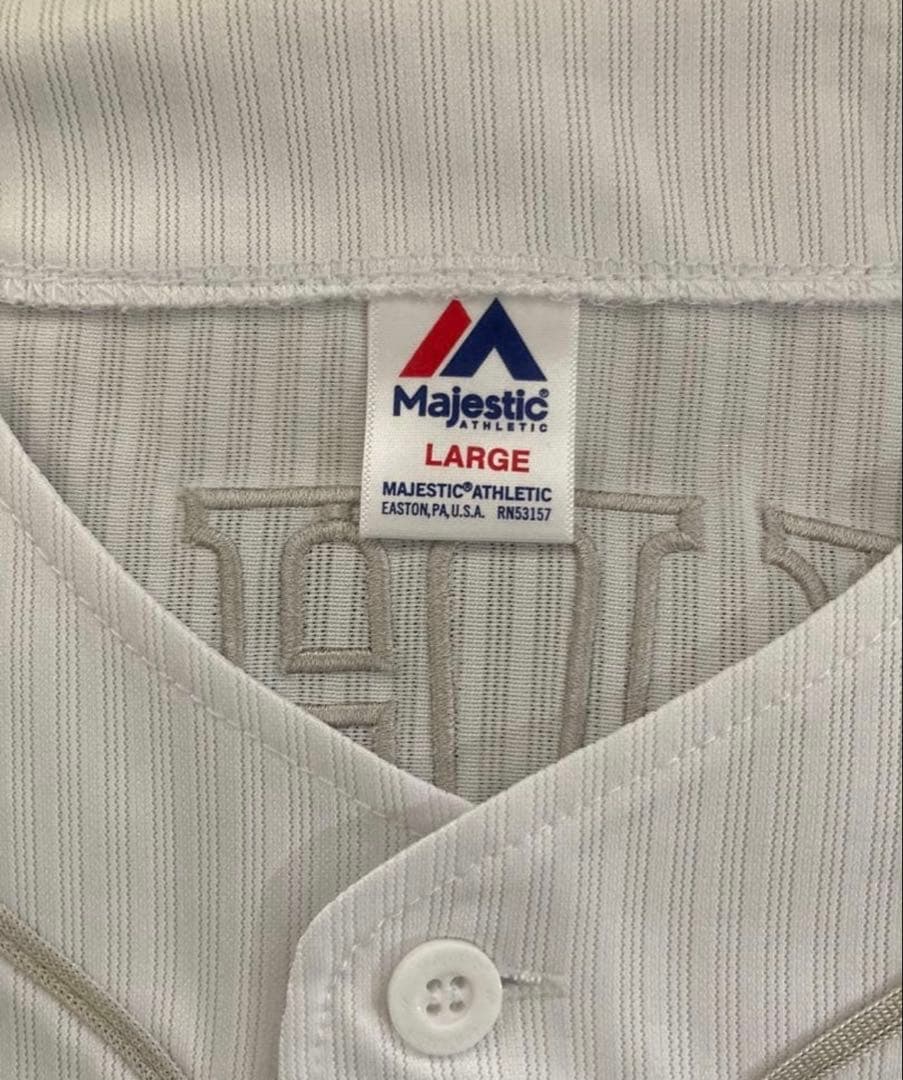 Majestic®
ATHLETIC
LARGE
MAJESTIC®ATHLETIC
EASTON, PA, U.S.A. RN53157